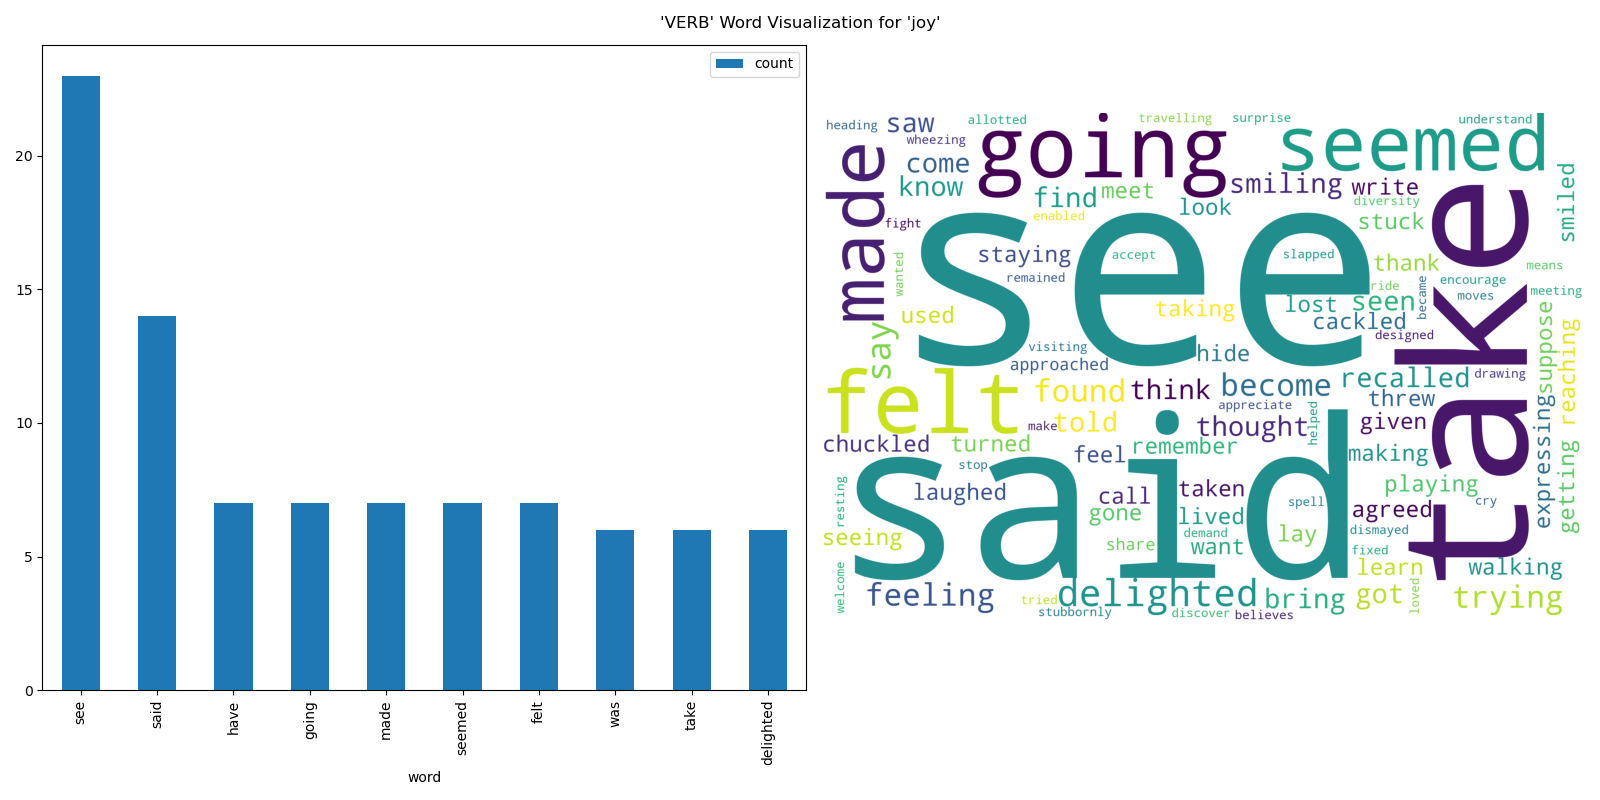 'VERB' Word Visualization for 'joy'
count
20
15
10
5
0
see
said
have
going
made
seemed
felt
was
take
delighted
word
heading
saw
allotted
travelling
surprise
understand
wheezing
going
seemed
made
come
know
find
meet
smiling
write
look
diversity
smiled
fight
enabled
stuck
see
take
staying
accept
slapped
thank
means
wanted
remained
ride
encourage
moves
meeting
became
used
taking
lost
seen
cackled
designed
say
visiting
approached
hide
suppose
reaching
felt
found
think
become
recalled
drawing
threw
appreciate
make
told
thought
helped
given
expressing
chuckled
turned
feel
remember
making
getting
stop
said
laughed
call
taken
spell
playing
cry
resting
gone
lived
agreed
seeing
share
demand
want
lay
dismayed
fixed
welcome
feeling
tried
delighted
bring
learn
walking
got
loved
trying
stubbornly
discover
believes